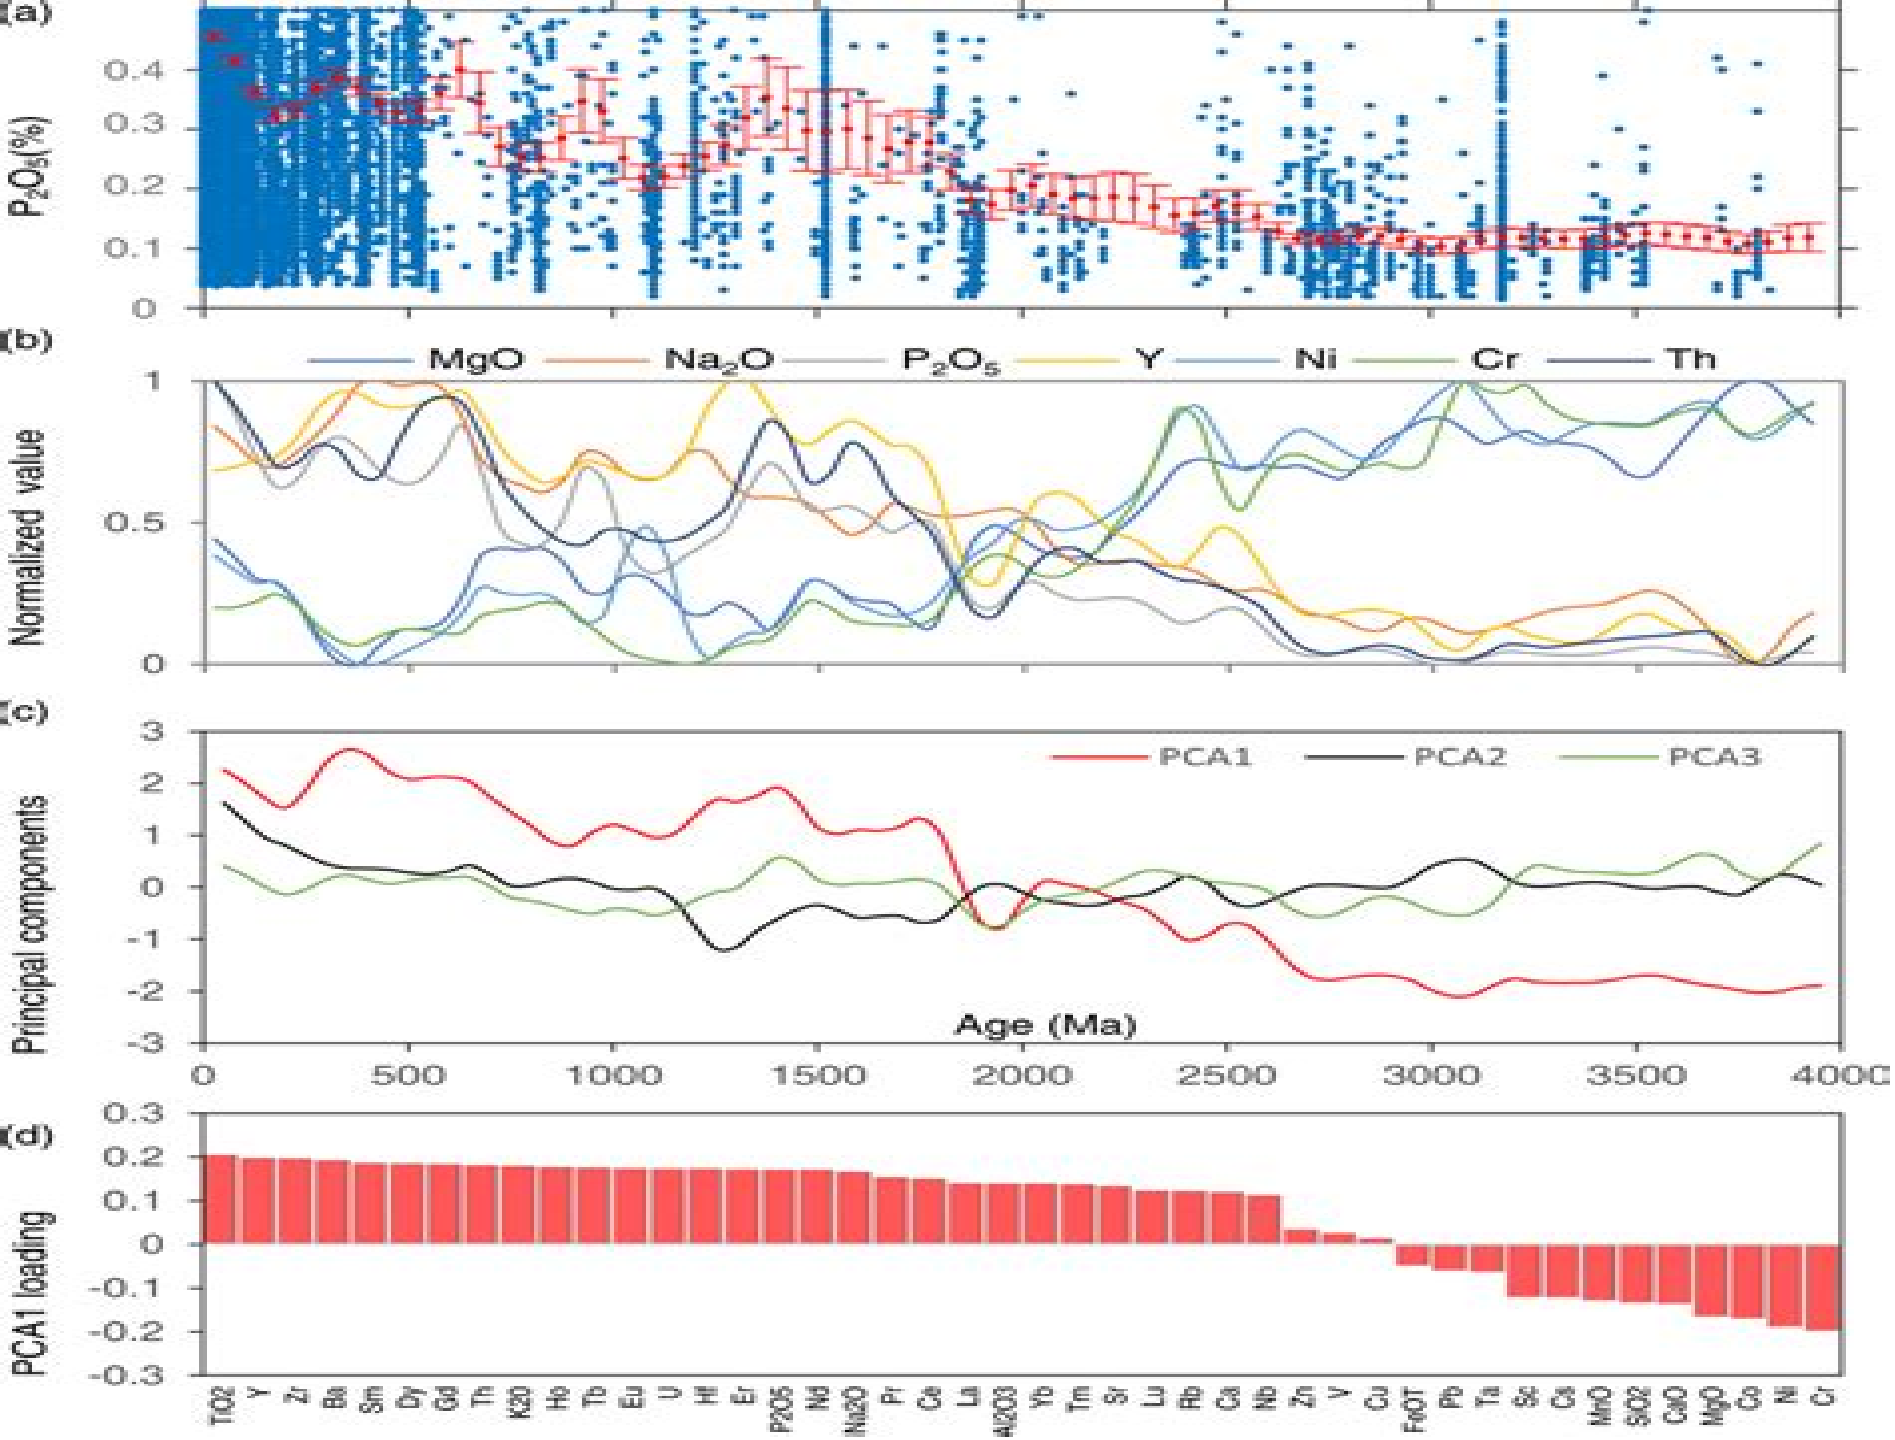 (a)
P₂O₅(%)
0.4
0.3
0.2
0.1
0
(b)
MgO Na₂O P₂O₅ Y Ni Cr Th
Normalized value
1
0.5
0
(c)
PCA1 PCA2 PCA3
Principal components
3
2
1
0
-1
-2
-3
Age (Ma)
0 500 1000 1500 2000 2500 3000 3500 4000
(d)
PCA1 loading
0.3
0.2
0.1
0
-0.1
-0.2
-0.3
TiO2 Y Zr Ba Sm Dy Gd Th K2O Ho Tb Eu U Hf Er P2O5 Nd Na2O Pr Ce La Al2O3 Yb Tm Sr Lu Rb Ga Nb Zn V Cu FeOT Pb Ta Sc Cs MnO SiO2 CaO MgO Co Ni Cr